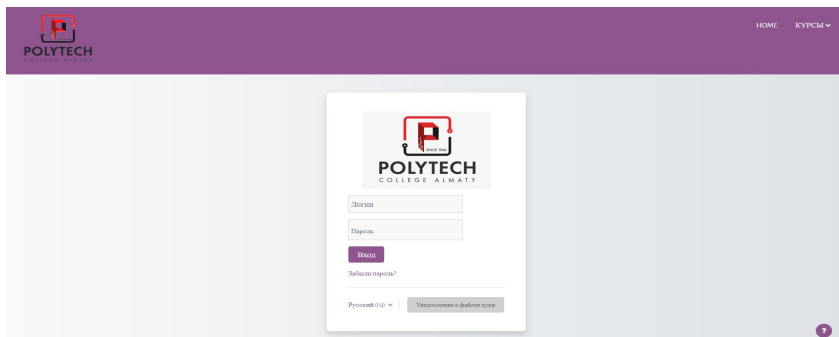 POLYTECH
COLLEGE ALMATY
HOME КУРСЫ
SINCE 1946
POLYTECH
COLLEGE ALMATY
Логин
Пароль
Вход
Забыли пароль?
Русский (ru) Уведомление о файлах куки
?